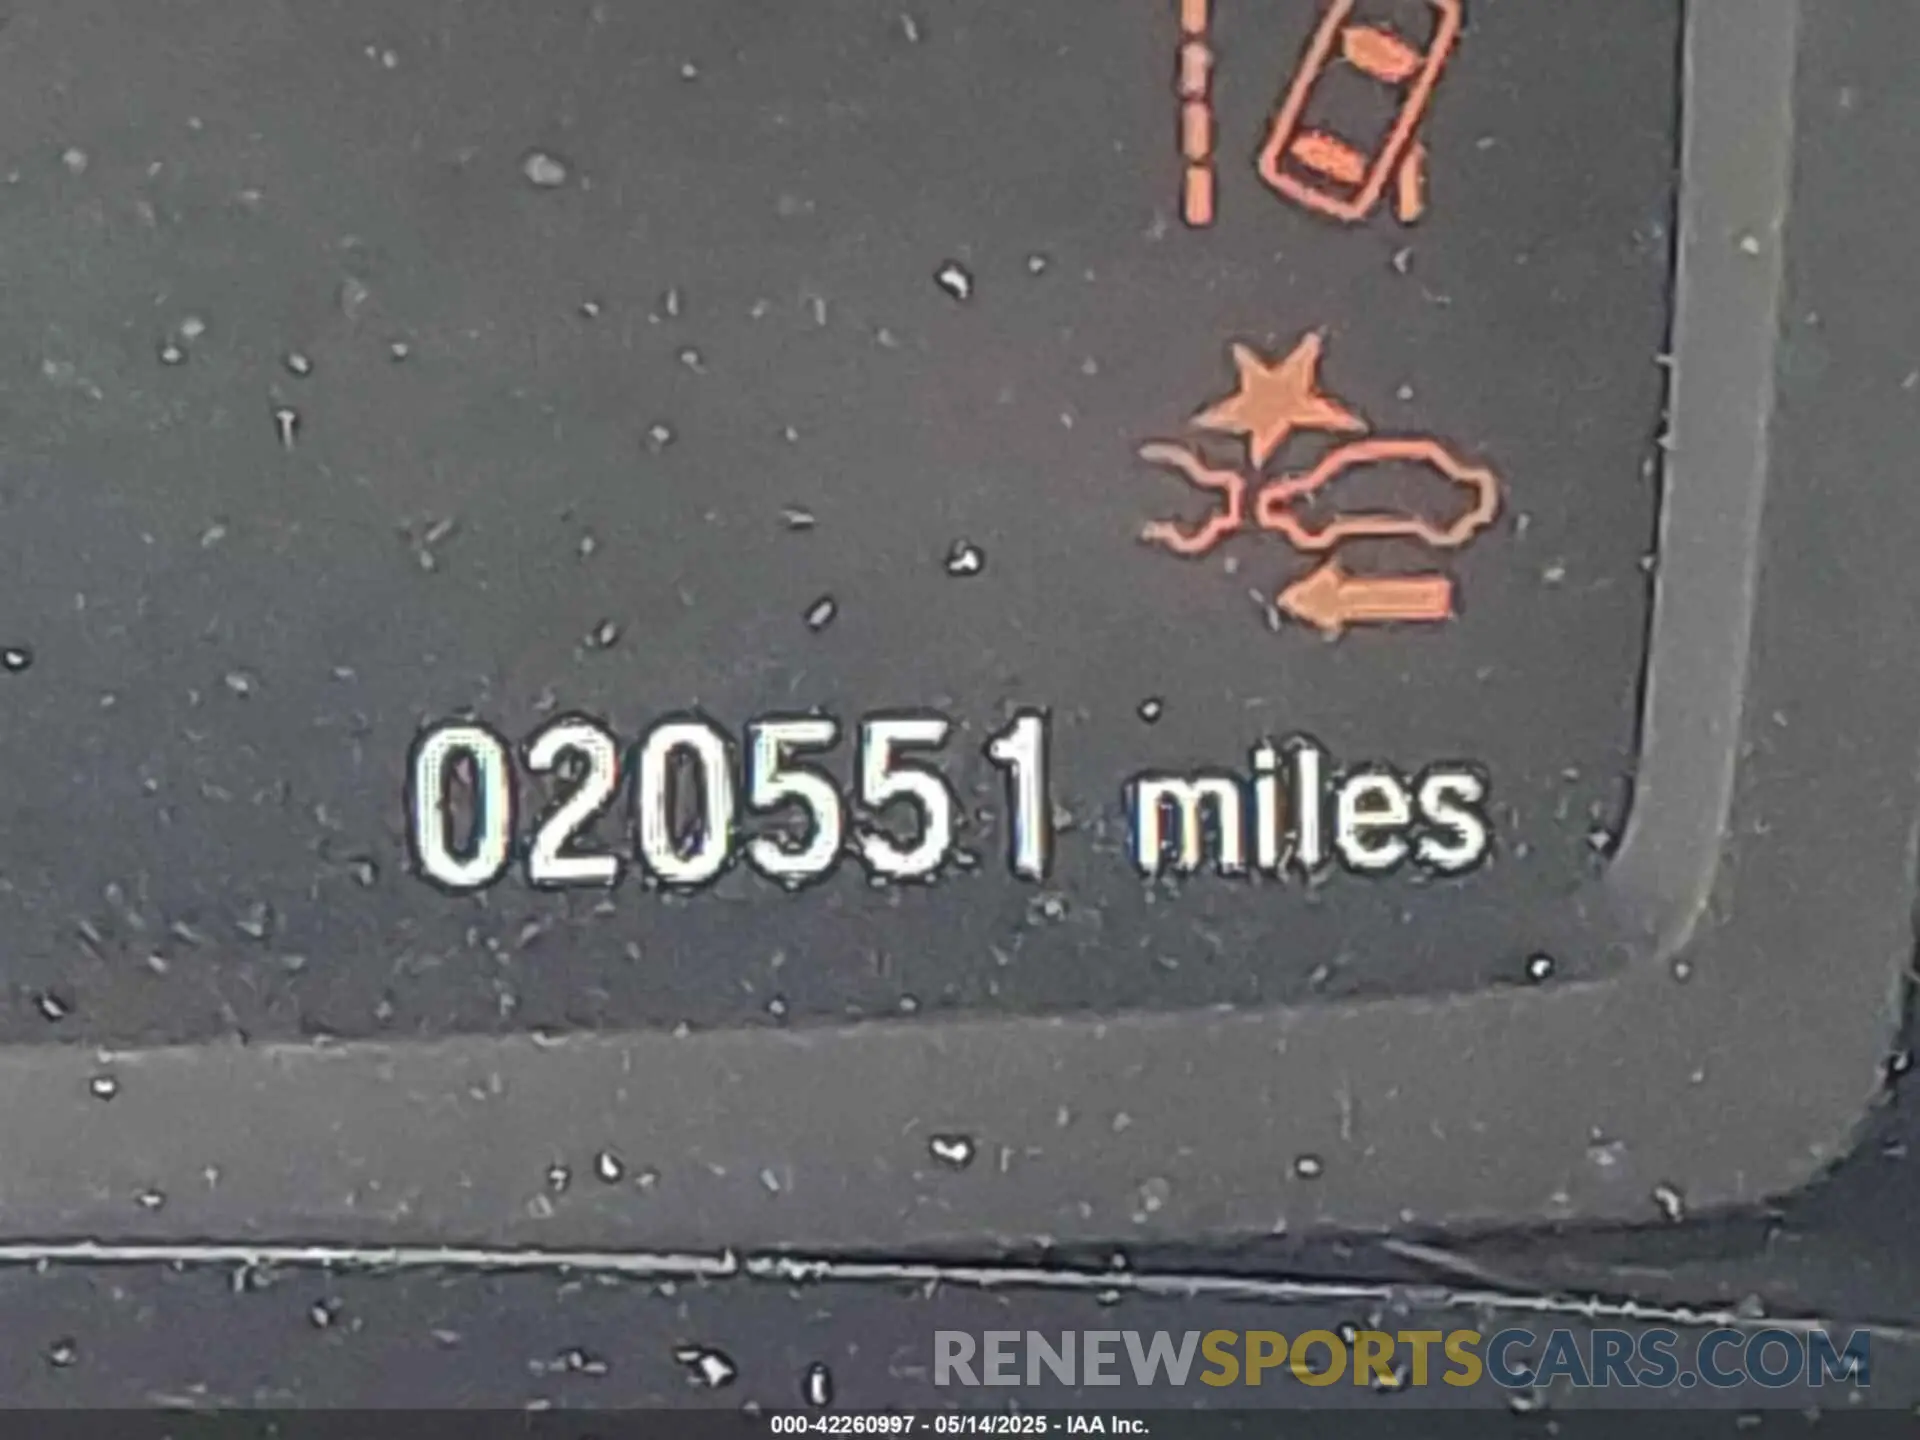 020551 miles
RENEWSPORTSCARS.COM
000-42260997 - 05/14/2025 - IAA Inc.